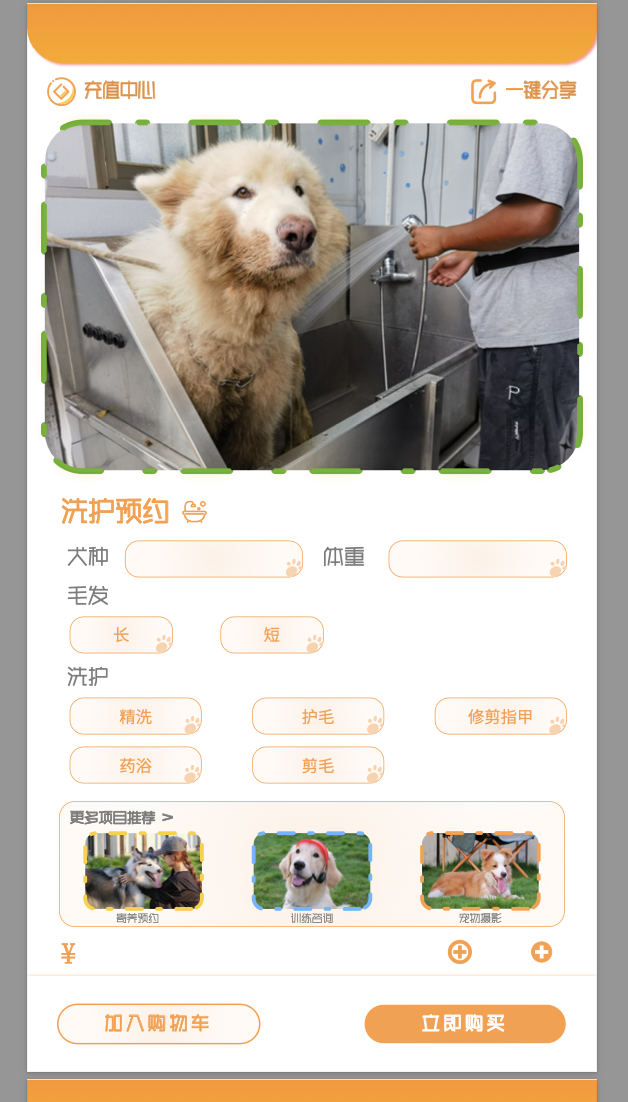 充值中心
一键分享
洗护预约
犬种 体重
毛发
长 短
洗护
精洗 护毛 修剪指甲
药浴 剪毛
更多项目推荐 >
寄养预约 训练咨询 宠物摄影
¥
加入购物车 立即购买